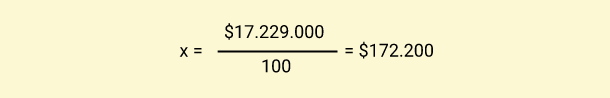 $17.229.000
x = = $172.200
100